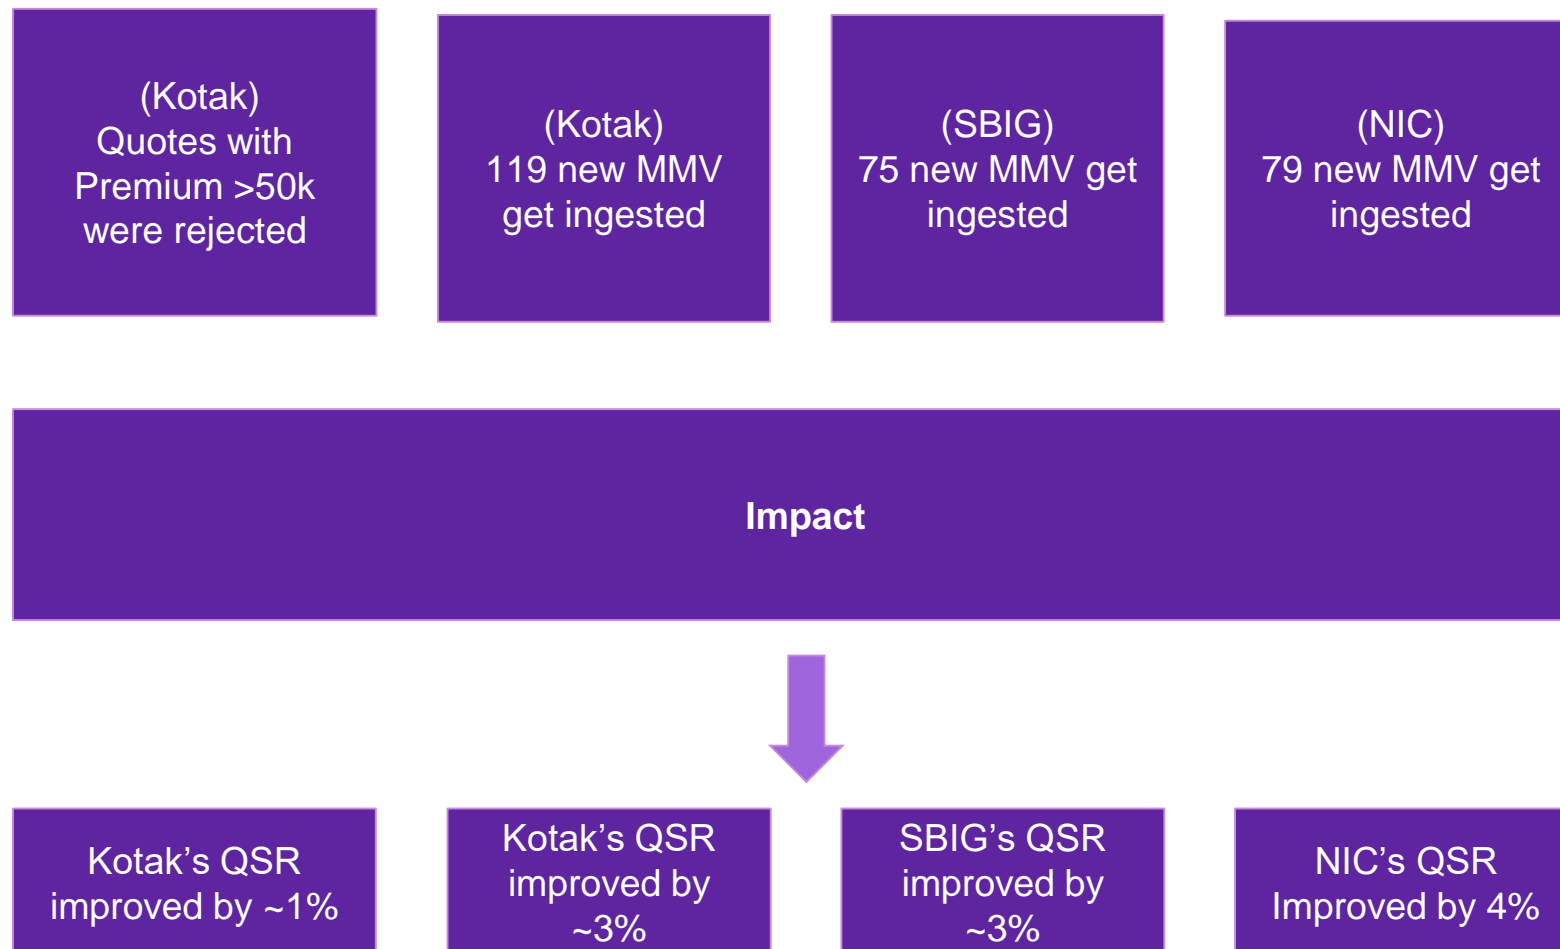 (Kotak)
Quotes with
Premium >50k
were rejected
(Kotak)
119 new MMV
get ingested
(SBIG)
75 new MMV get
ingested
(NIC)
79 new MMV get
ingested
Impact
Kotak’s QSR
improved by ~1%
Kotak’s QSR
improved by
~3%
SBIG’s QSR
improved by
~3%
NIC’s QSR
Improved by 4%